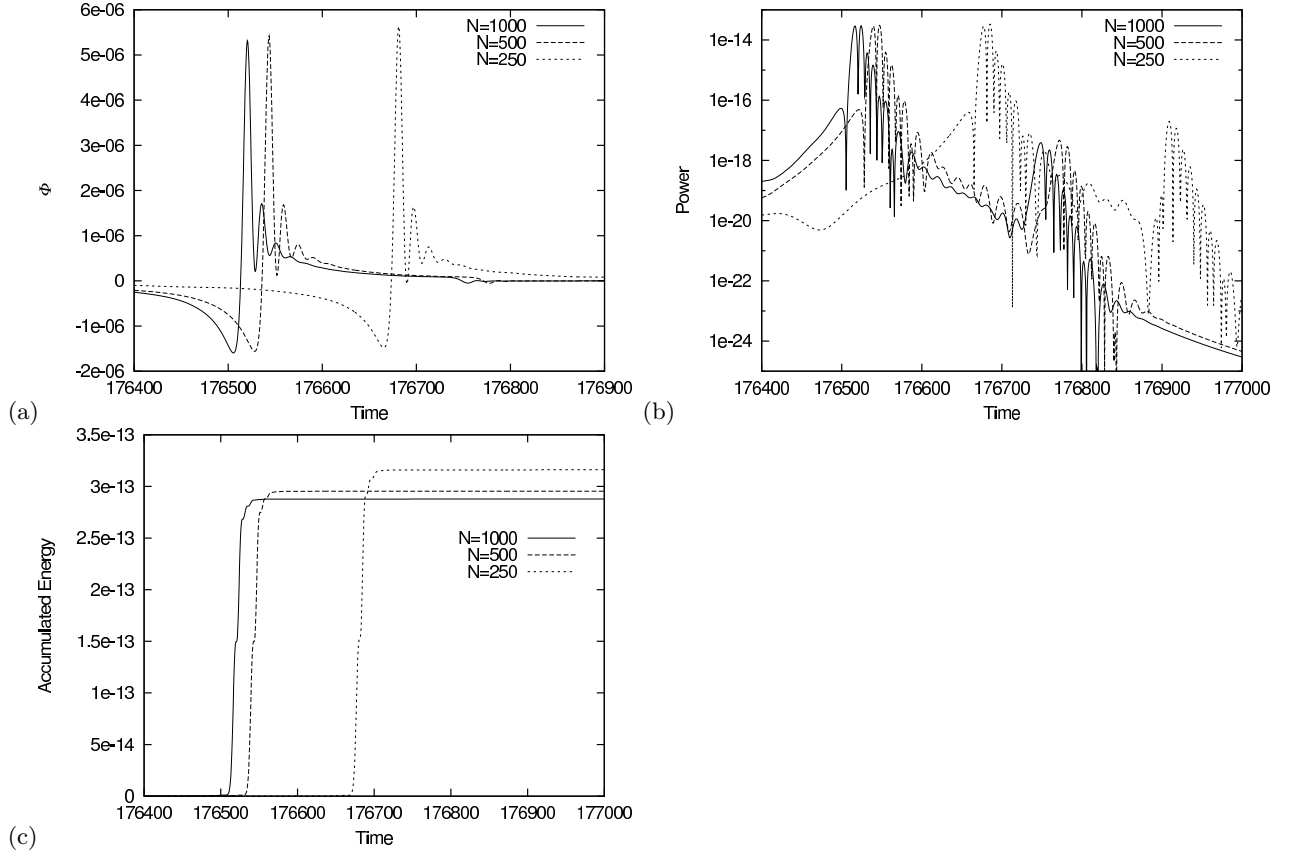 6e-06
5e-06
4e-06
3e-06
2e-06
1e-06
0
-1e-06
-2e-06
Φ
N=1000
N=500
N=250
176400 176500 176600 176700 176800 176900
Time
(a)
1e-14
1e-16
1e-18
1e-20
1e-22
1e-24
Power
N=1000
N=500
N=250
176400 176500 176600 176700 176800 176900 177000
Time
(b)
3.5e-13
3e-13
2.5e-13
2e-13
1.5e-13
1e-13
5e-14
0
Accumulated Energy
N=1000
N=500
N=250
176400 176500 176600 176700 176800 176900 177000
Time
(c)